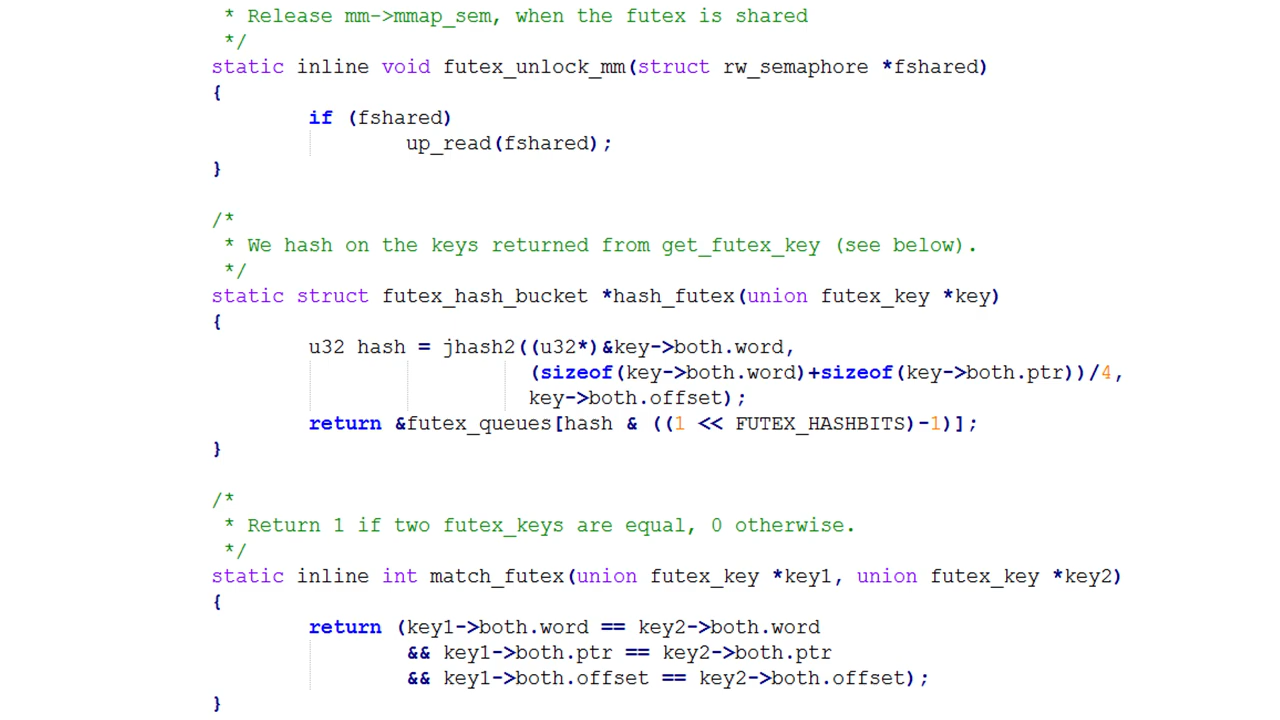 * Release mm->mmap_sem, when the futex is shared
*/
static inline void futex_unlock_mm(struct rw_semaphore *fshared)
{
if (fshared)
up_read(fshared);
}
/*
* We hash on the keys returned from get_futex_key (see below).
*/
static struct futex_hash_bucket *hash_futex(union futex_key *key)
{
u32 hash = jhash2((u32*)&key->both.word,
(sizeof(key->both.word)+sizeof(key->both.ptr))/4,
key->both.offset);
return &futex_queues[hash & ((1 << FUTEX_HASHBITS)-1)];
}
/*
* Return 1 if two futex_keys are equal, 0 otherwise.
*/
static inline int match_futex(union futex_key *key1, union futex_key *key2)
{
return (key1->both.word == key2->both.word
&& key1->both.ptr == key2->both.ptr
&& key1->both.offset == key2->both.offset);
}